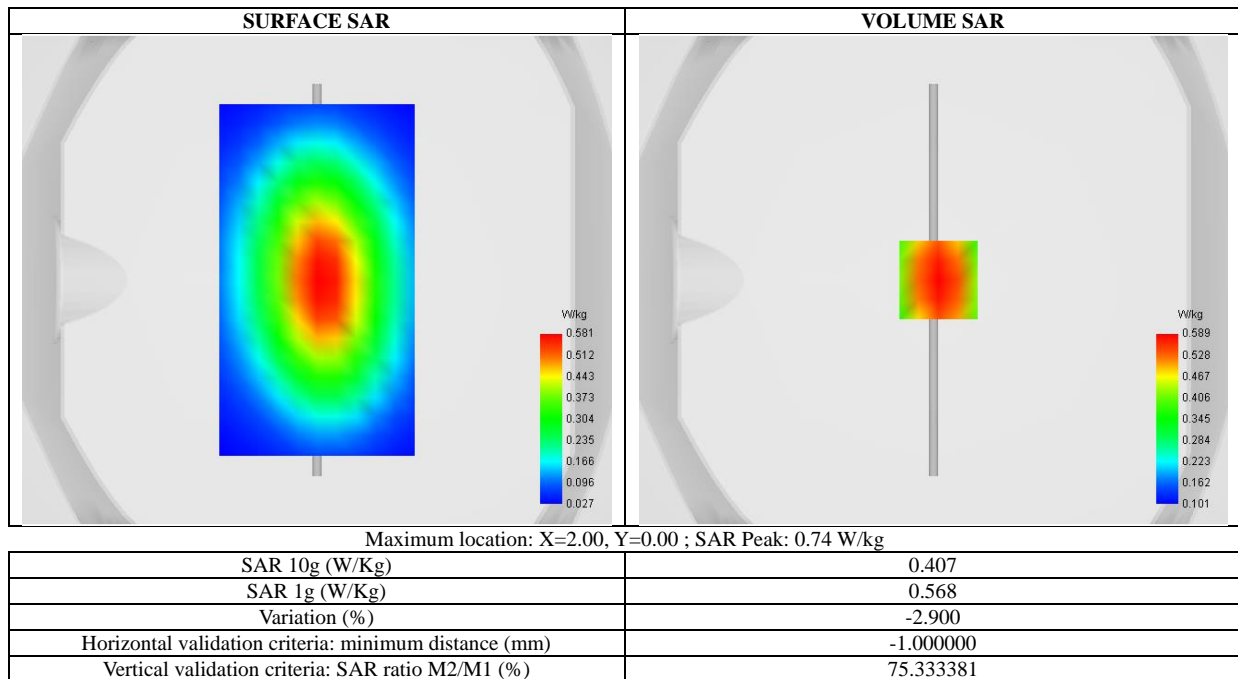 SURFACE SAR
VOLUME SAR
W/kg
0.581
0.512
0.443
0.373
0.304
0.235
0.166
0.096
0.027
W/kg
0.589
0.528
0.467
0.406
0.345
0.284
0.223
0.162
0.101
Maximum location: X=2.00, Y=0.00 ; SAR Peak: 0.74 W/kg
SAR 10g (W/Kg) 0.407
SAR 1g (W/Kg) 0.568
Variation (%) -2.900
Horizontal validation criteria: minimum distance (mm) -1.000000
Vertical validation criteria: SAR ratio M2/M1 (%) 75.333381